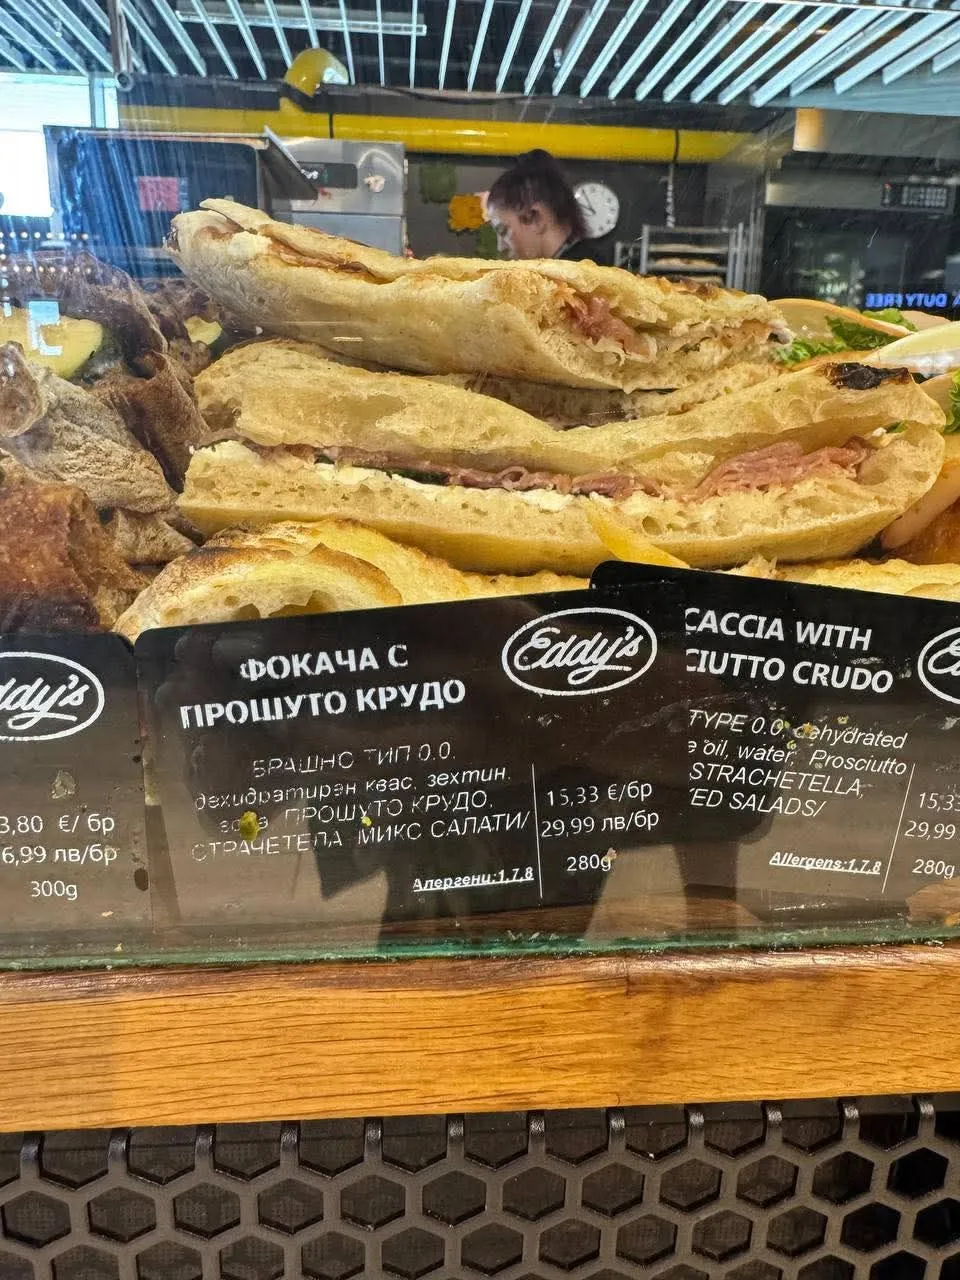 ddy's
3,80 €/бр
6,99 лв/бр
300g
ФОКАЧА С
ПРОШУТО КРУДО
Eddy's
БРАШНО ТИП 0.0.
дехидратиран квас, зехтин,
ПРОШУТО КРУДО,
СТРАЧЕТЕЛА МИКС САЛАТИ/
15,33 €/бр
29,99 лв/бр
280g
Алергени:1,7,8
CACCIA WITH
CIUTTO CRUDO
TYPE 0.0, dehydrated
e oil, water, Prosciutto
STRACHETELLA,
ED SALADS/
15,33
29,99
280g
Allergens:1,7,8
DUTY FREE